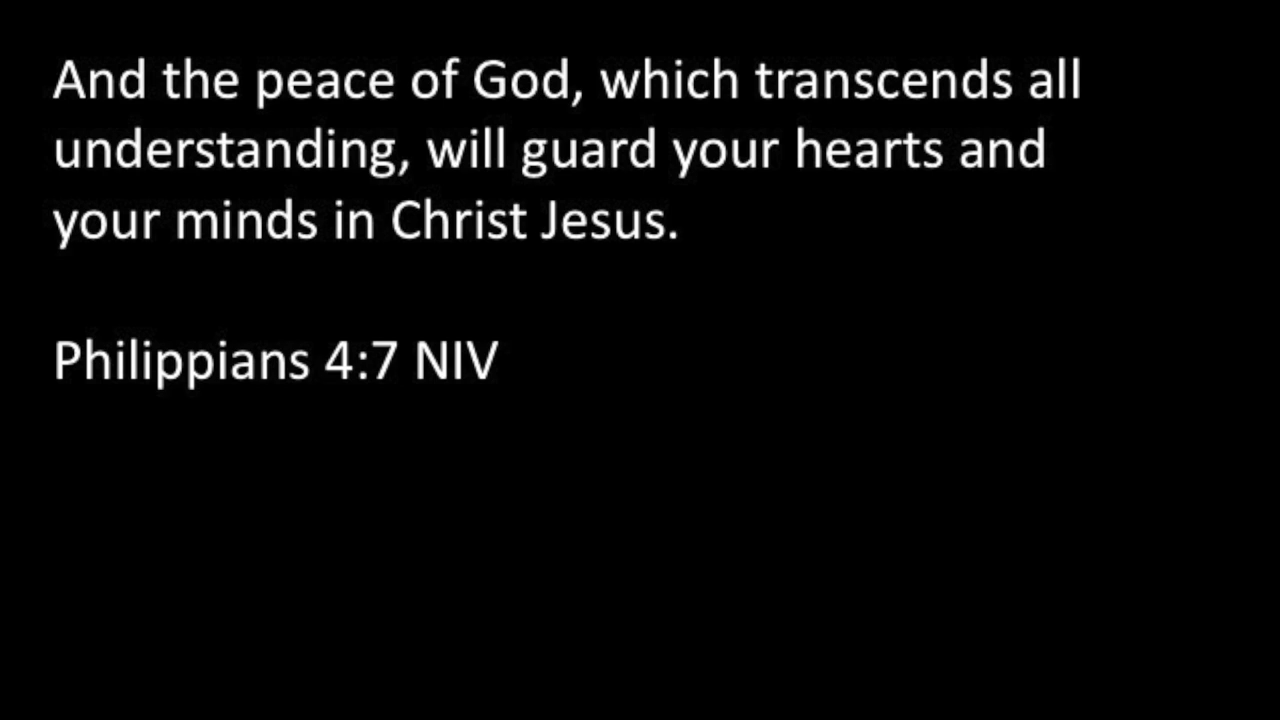 And the peace of God, which transcends all
understanding, will guard your hearts and
your minds in Christ Jesus.
Philippians 4:7 NIV